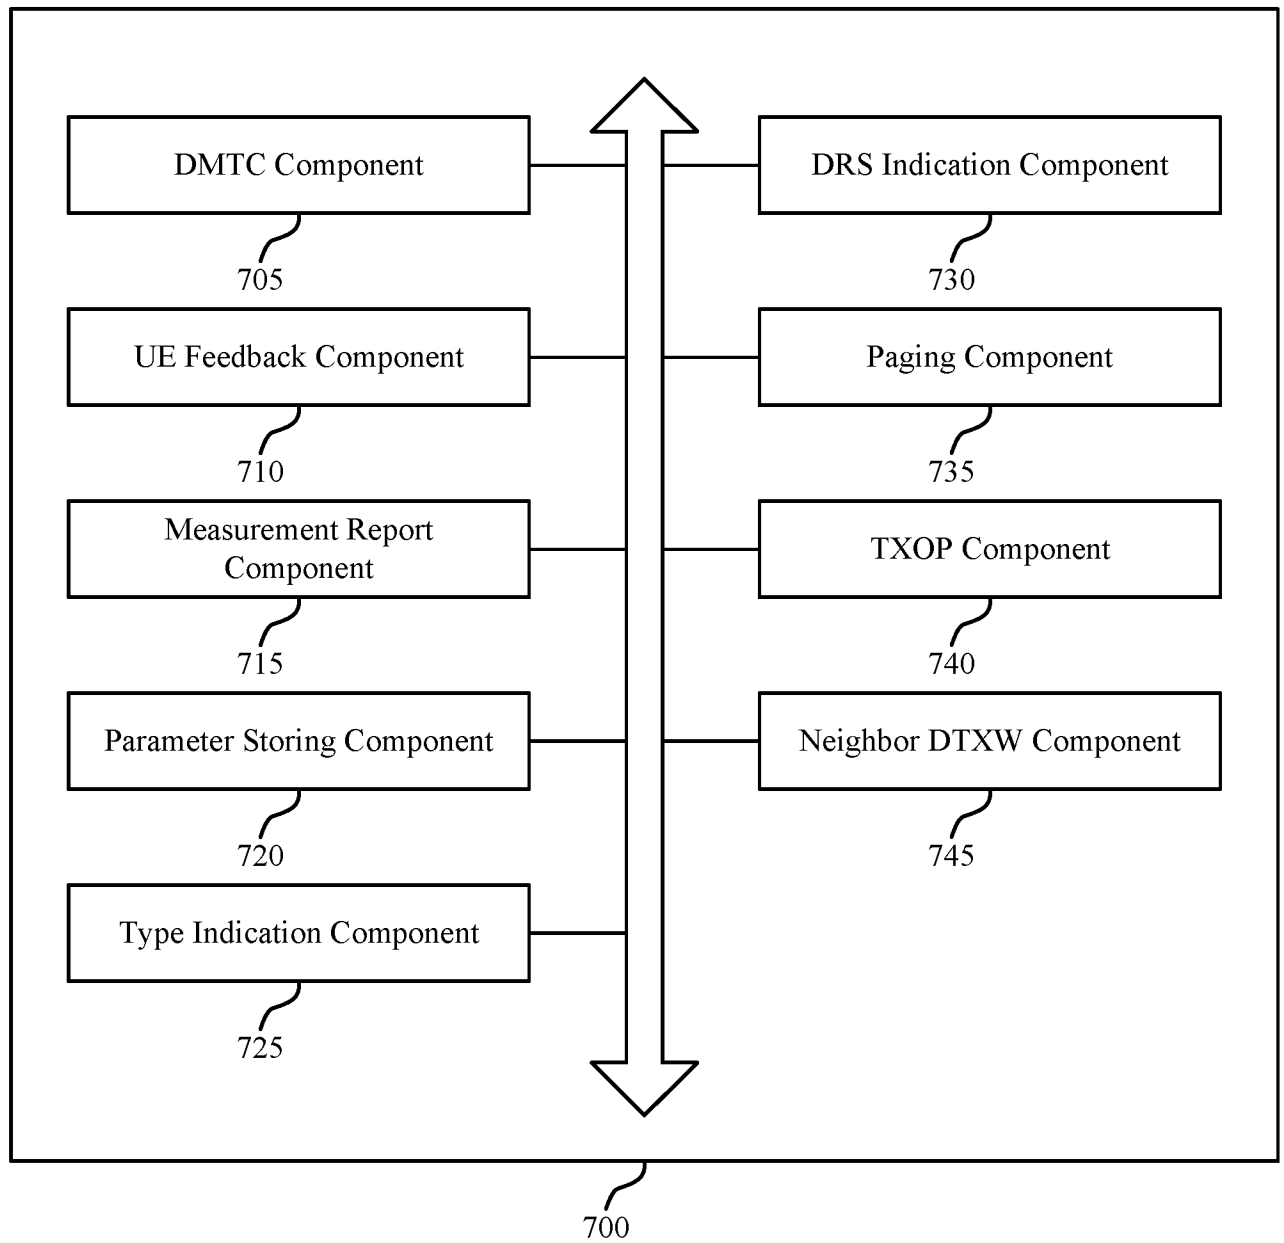 DMTC Component
705
UE Feedback Component
710
Measurement Report
Component
715
Parameter Storing Component
720
Type Indication Component
725
DRS Indication Component
730
Paging Component
735
TXOP Component
740
Neighbor DTXW Component
745
700